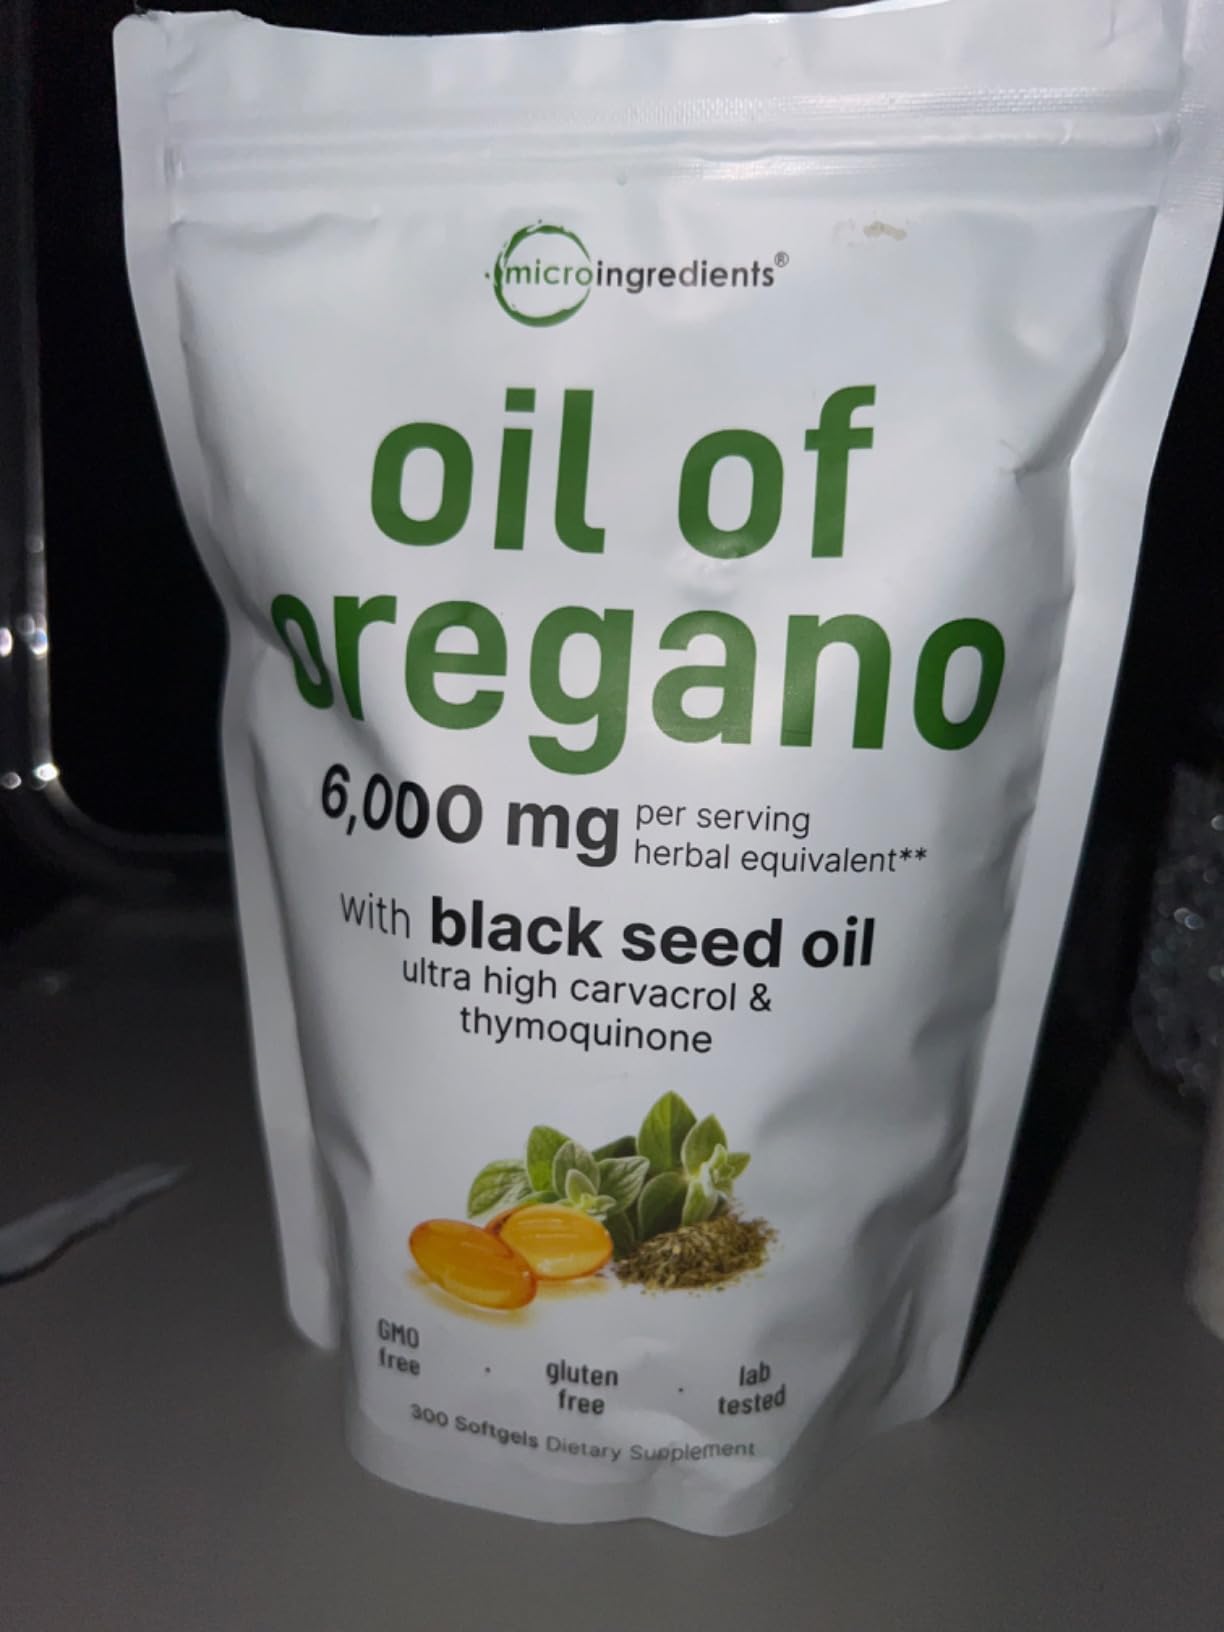 microingredients®
oil of
oregano
6,000 mg per serving
herbal equivalent**
with black seed oil
ultra high carvacrol &
thymoquinone
GMO
free
·
gluten
free
·
lab
tested
300 Softgels Dietary Supplement